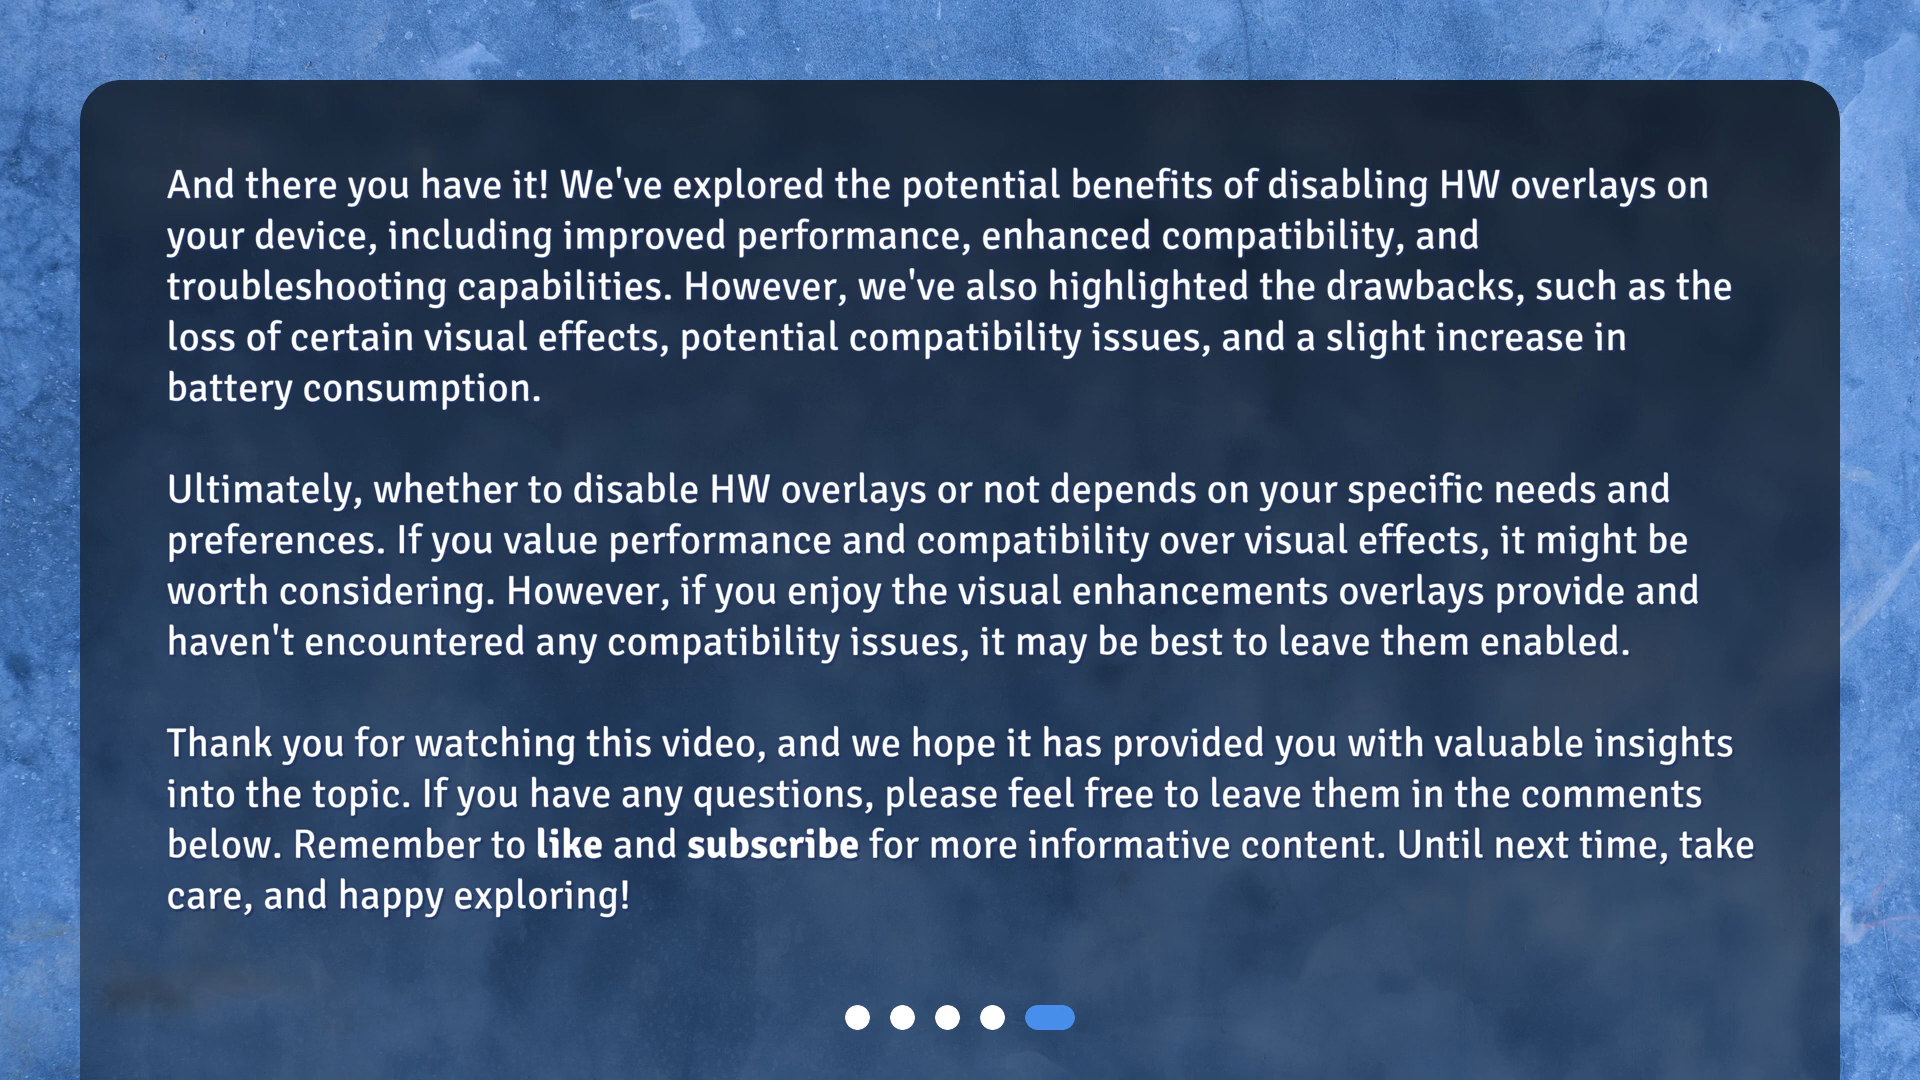 And there you have it! We've explored the potential benefits of disabling HW overlays on
your device, including improved performance, enhanced compatibility, and
troubleshooting capabilities. However, we've also highlighted the drawbacks, such as the
loss of certain visual effects, potential compatibility issues, and a slight increase in
battery consumption.
Ultimately, whether to disable HW overlays or not depends on your specific needs and
preferences. If you value performance and compatibility over visual effects, it might be
worth considering. However, if you enjoy the visual enhancements overlays provide and
haven't encountered any compatibility issues, it may be best to leave them enabled.
Thank you for watching this video, and we hope it has provided you with valuable insights
into the topic. If you have any questions, please feel free to leave them in the comments
below. Remember to like and subscribe for more informative content. Until next time, take
care, and happy exploring!